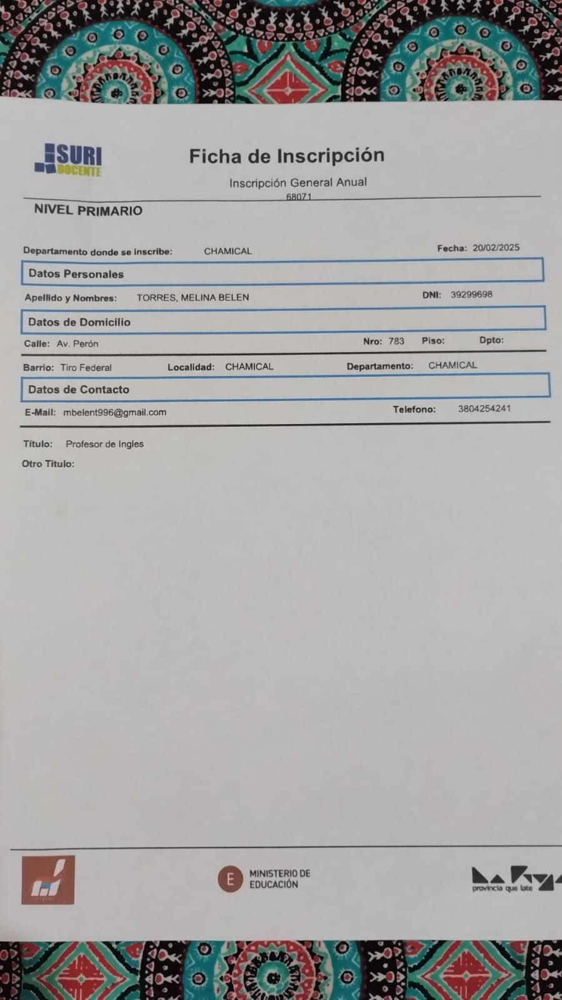 SURI
DOCENTE
Ficha de Inscripción
Inscripción General Anual
68071
NIVEL PRIMARIO
Departamento donde se inscribe: CHAMICAL Fecha: 20/02/2025
Datos Personales
Apellido y Nombres: TORRES, MELINA BELEN DNI: 39299698
Datos de Domicilio
Calle: Av. Perón Nro: 783 Piso: Dpto:
Barrio: Tiro Federal Localidad: CHAMICAL Departamento: CHAMICAL
Datos de Contacto
E-Mail: mbelent996@gmail.com Telefono: 3804254241
Título: Profesor de Ingles
Otro Titulo:
E MINISTERIO DE
EDUCACIÓN
provincia que late